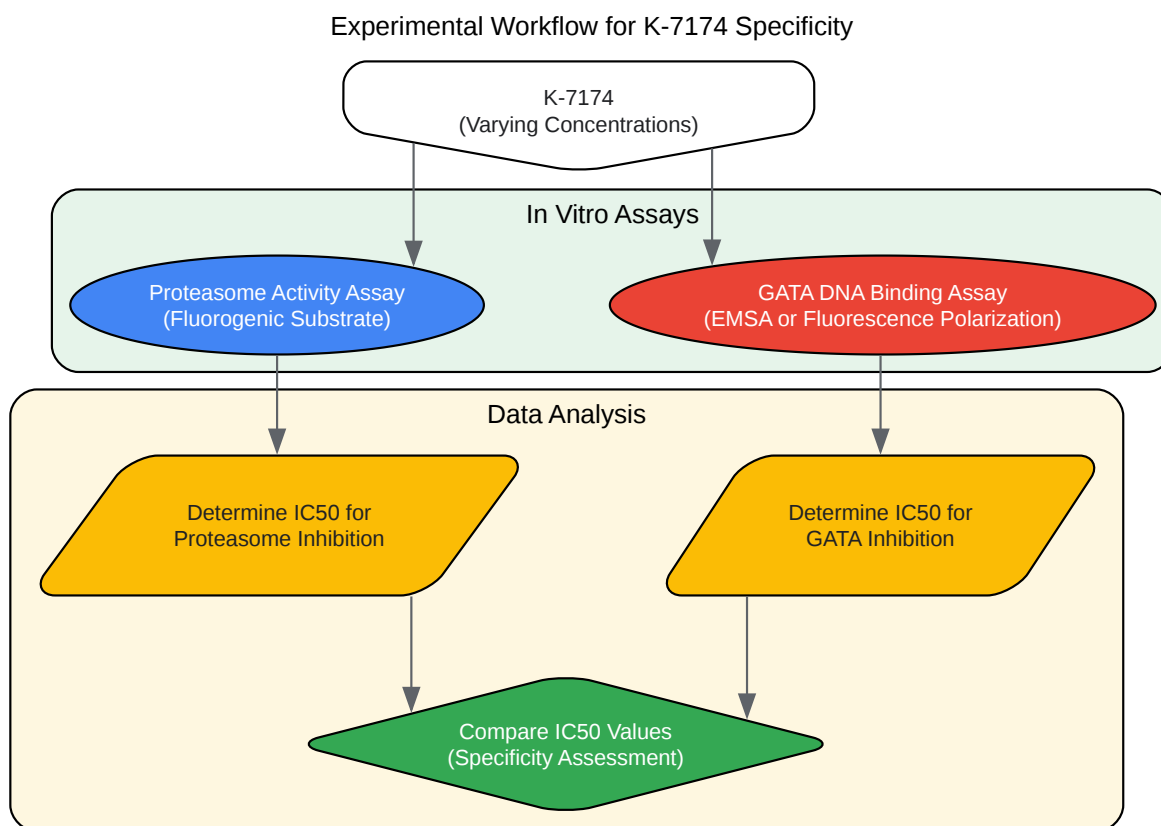 Experimental Workflow for K-7174 Specificity
K-7174
(Varying Concentrations)
In Vitro Assays
Proteasome Activity Assay
(Fluorogenic Substrate)
GATA DNA Binding Assay
(EMSA or Fluorescence Polarization)
Data Analysis
Determine IC50 for
Proteasome Inhibition
Determine IC50 for
GATA Inhibition
Compare IC50 Values
(Specificity Assessment)